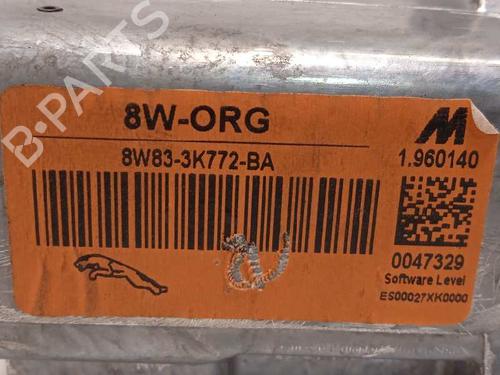 8W-ORG
8W83-3K772-BA
M
1.960140
0047329
Software Level
ES00027XK0000
B-PARTS